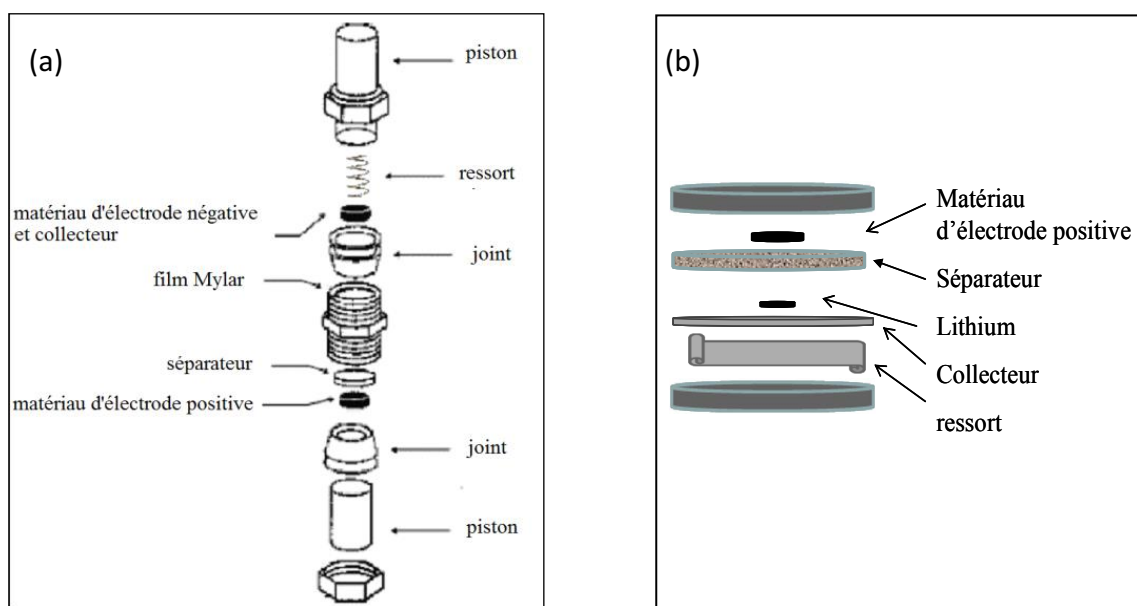 (a)
piston
ressort
matériau d'électrode négative
et collecteur
joint
film Mylar
séparateur
matériau d'électrode positive
joint
piston
(b)
Matériau
d'électrode positive
Séparateur
Lithium
Collecteur
ressort